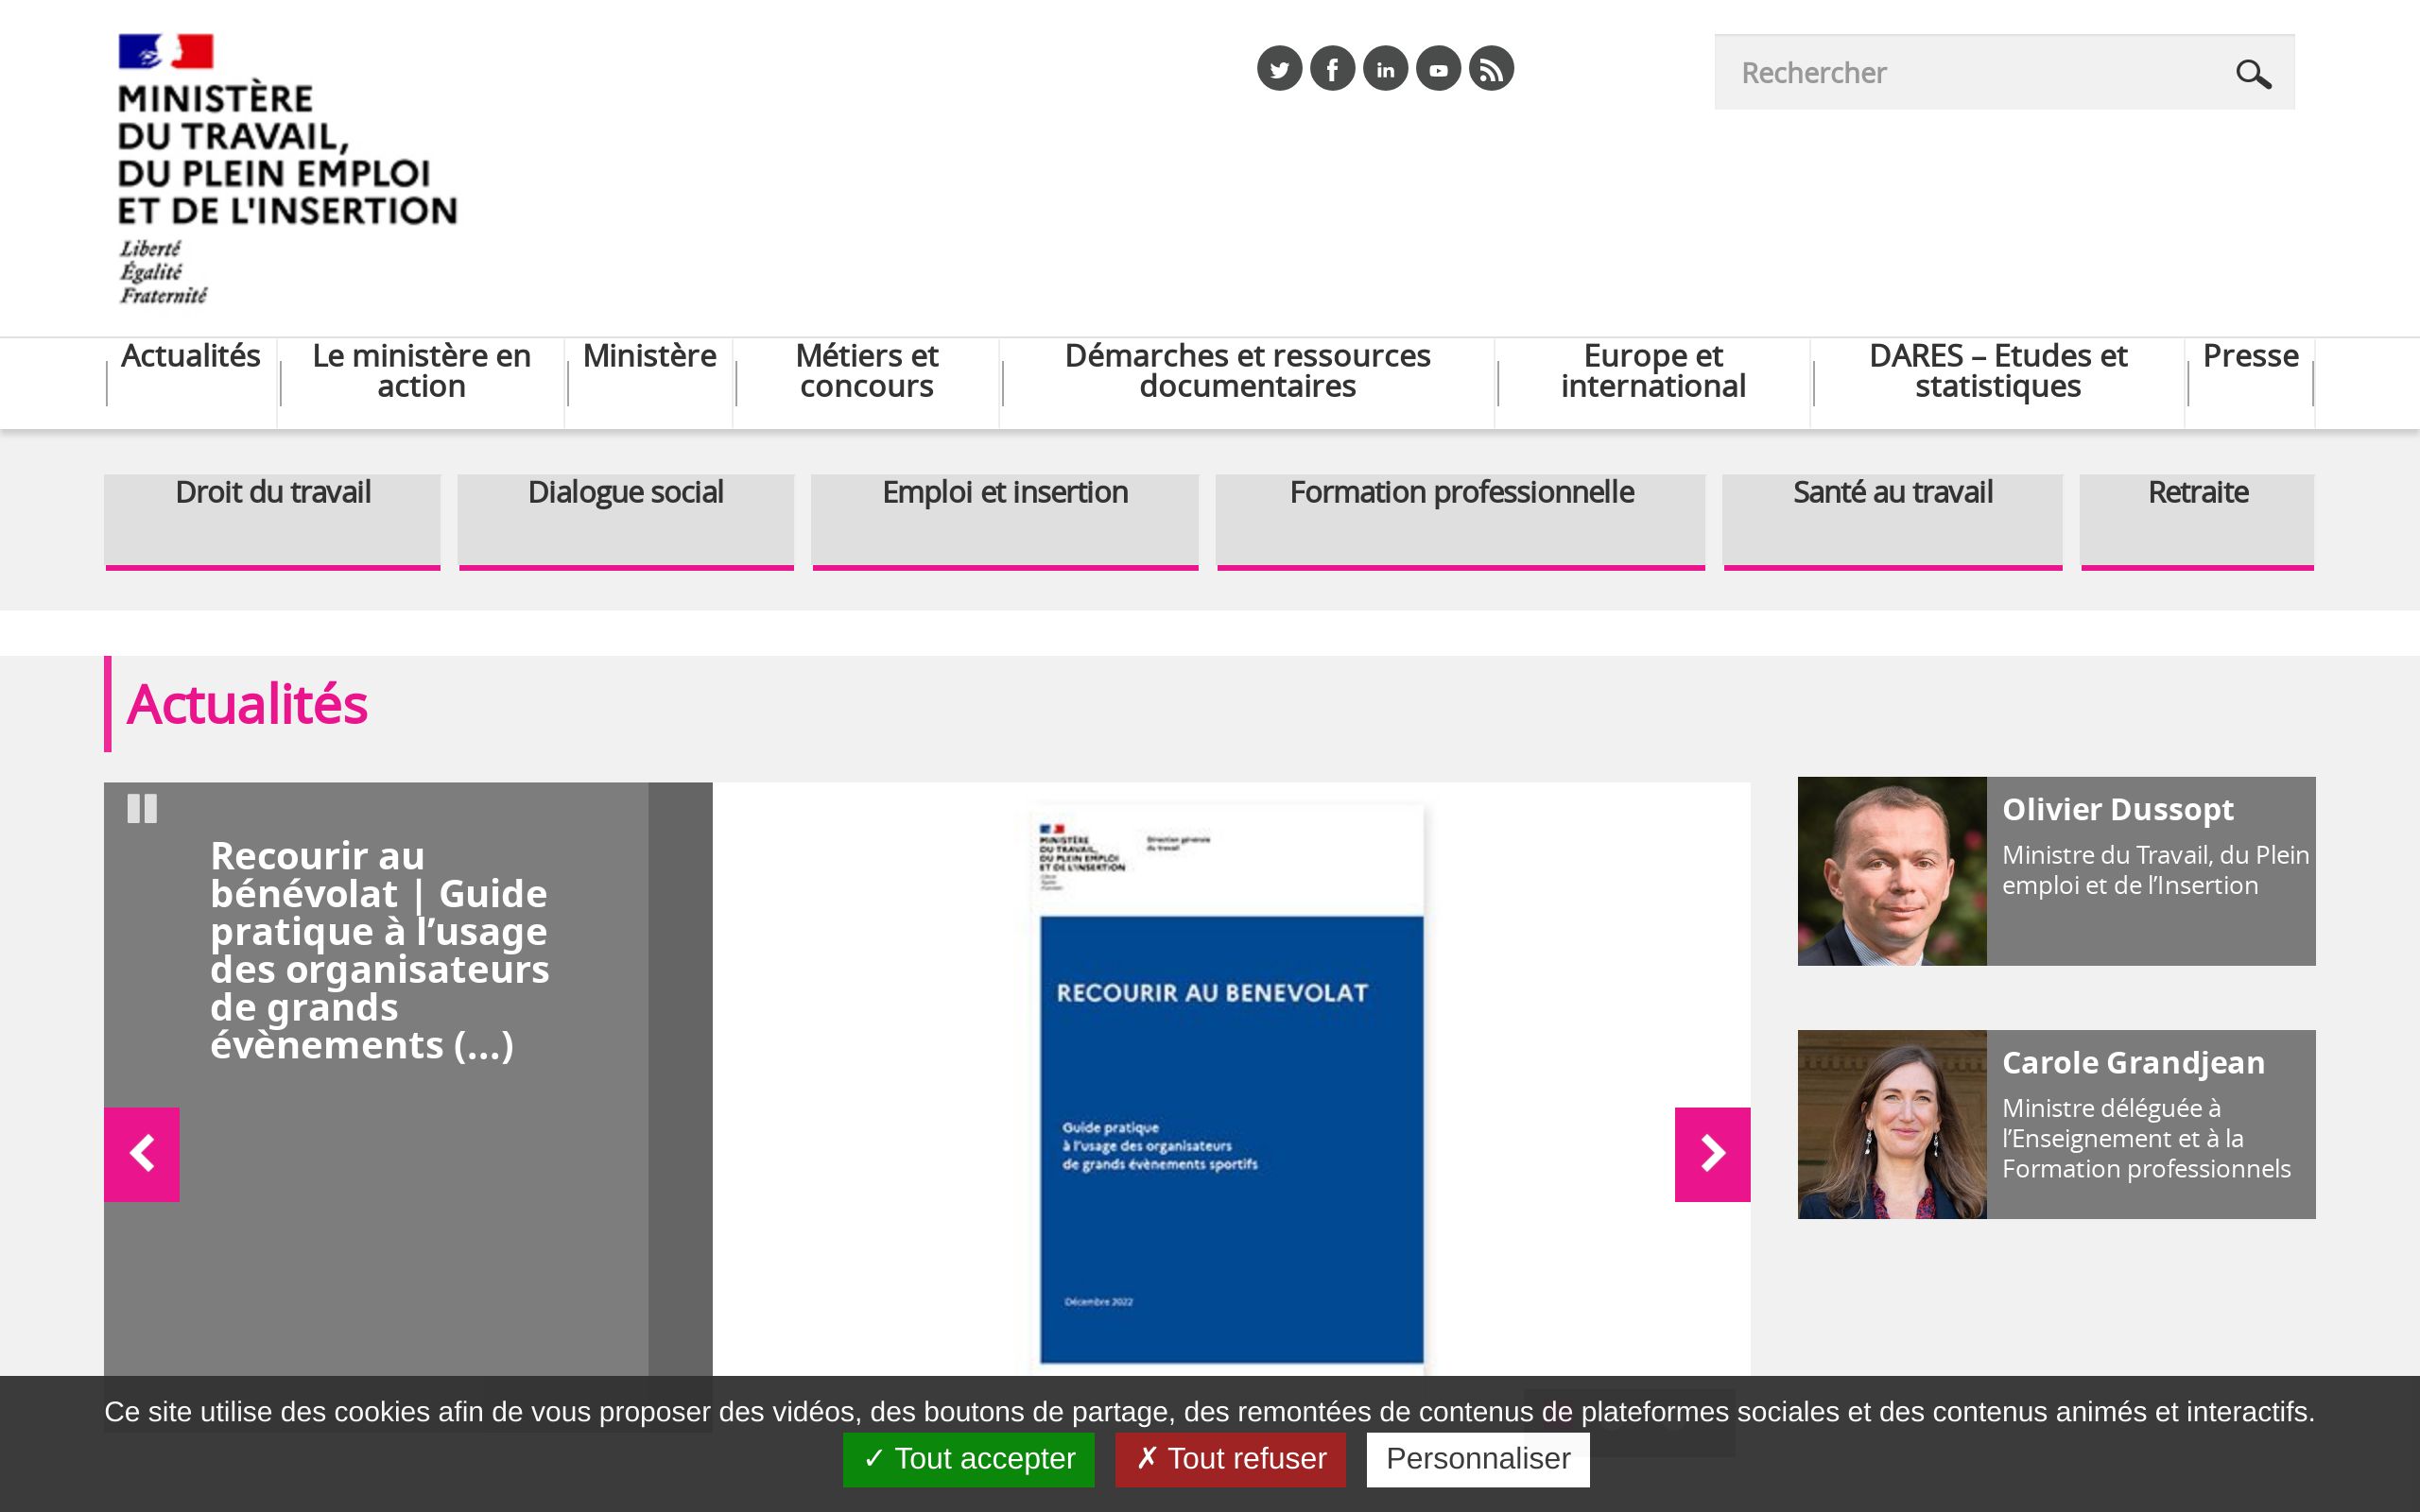 MINISTÈRE
DU TRAVAIL,
DU PLEIN EMPLOI
ET DE L'INSERTION
Liberté
Égalité
Fraternité
Rechercher
Actualités
Le ministère en
action
Ministère
Métiers et
concours
Démarches et ressources
documentaires
Europe et
international
DARES – Etudes et
statistiques
Presse
Droit du travail
Dialogue social
Emploi et insertion
Formation professionnelle
Santé au travail
Retraite
Actualités
Recourir au
bénévolat | Guide
pratique à l’usage
des organisateurs
de grands
évènements (...)
MINISTÈRE
DU TRAVAIL,
DU PLEIN EMPLOI
ET DE L'INSERTION
Direction générale
du travail
RECOURIR AU BENEVOLAT
Guide pratique
à l'usage des organisateurs
de grands évènements sportifs
Décembre 2022
Olivier Dussopt
Ministre du Travail, du Plein
emploi et de l’Insertion
Carole Grandjean
Ministre déléguée à
l’Enseignement et à la
Formation professionnels
Ce site utilise des cookies afin de vous proposer des vidéos, des boutons de partage, des remontées de contenus de plateformes sociales et des contenus animés et interactifs.
✓ Tout accepter
✗ Tout refuser
Personnaliser